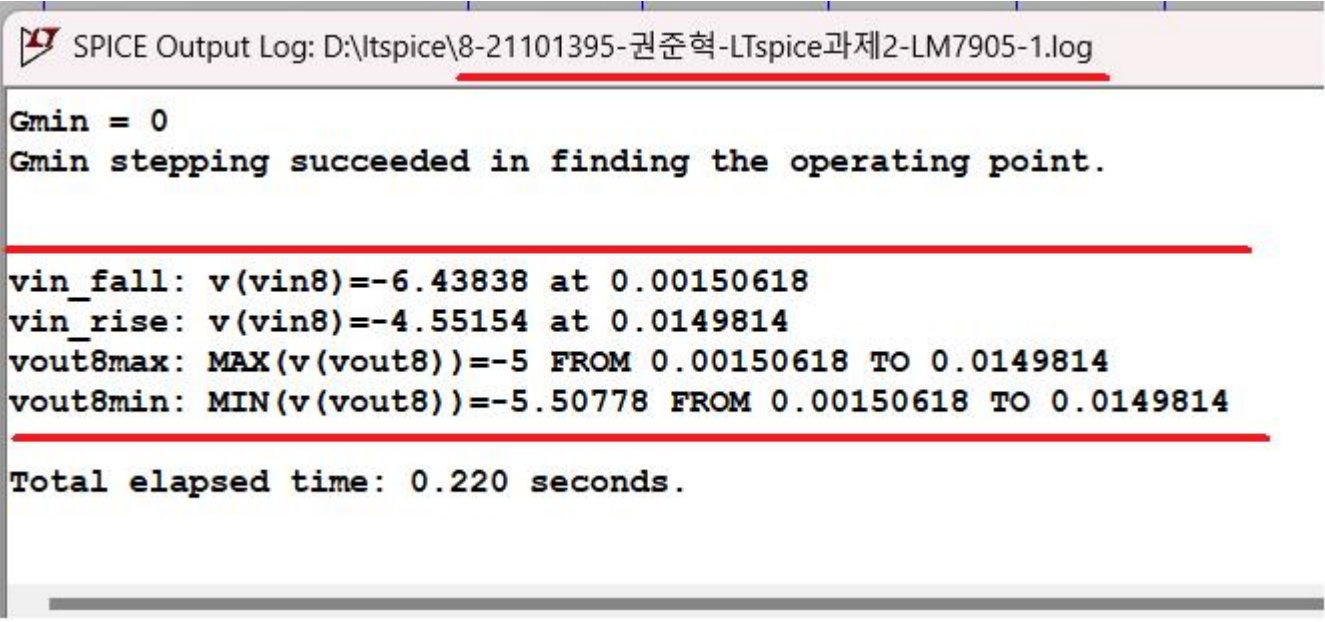 SPICE Output Log: D:\ltspice\8-21101395-권준혁-LTspice과제2-LM7905-1.log
Gmin = 0
Gmin stepping succeeded in finding the operating point.
vin_fall: v(vin8)=-6.43838 at 0.00150618
vin_rise: v(vin8)=-4.55154 at 0.0149814
vout8max: MAX(v(vout8))=-5 FROM 0.00150618 TO 0.0149814
vout8min: MIN(v(vout8))=-5.50778 FROM 0.00150618 TO 0.0149814
Total elapsed time: 0.220 seconds.